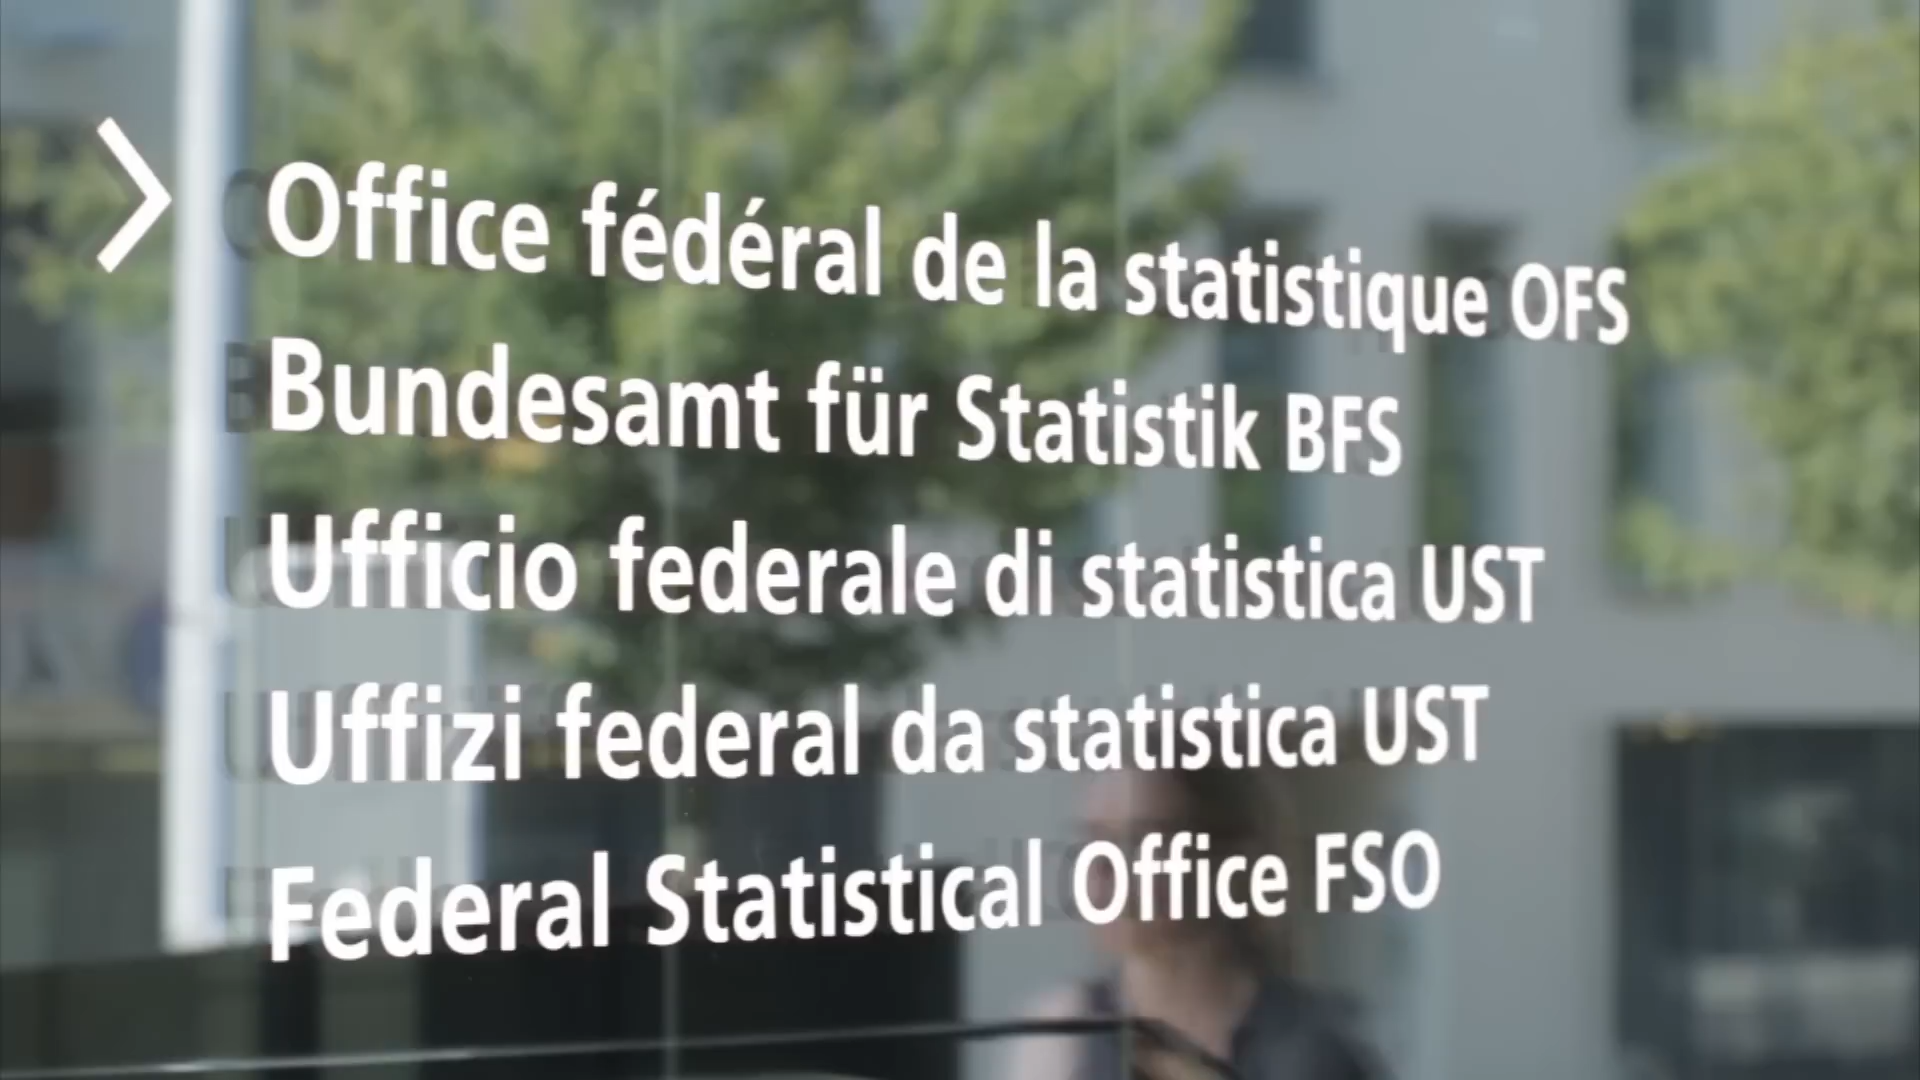 Office fédéral de la statistique OFS
Bundesamt für Statistik BFS
Ufficio federale di statistica UST
Uffizi federal da statistica UST
Federal Statistical Office FSO